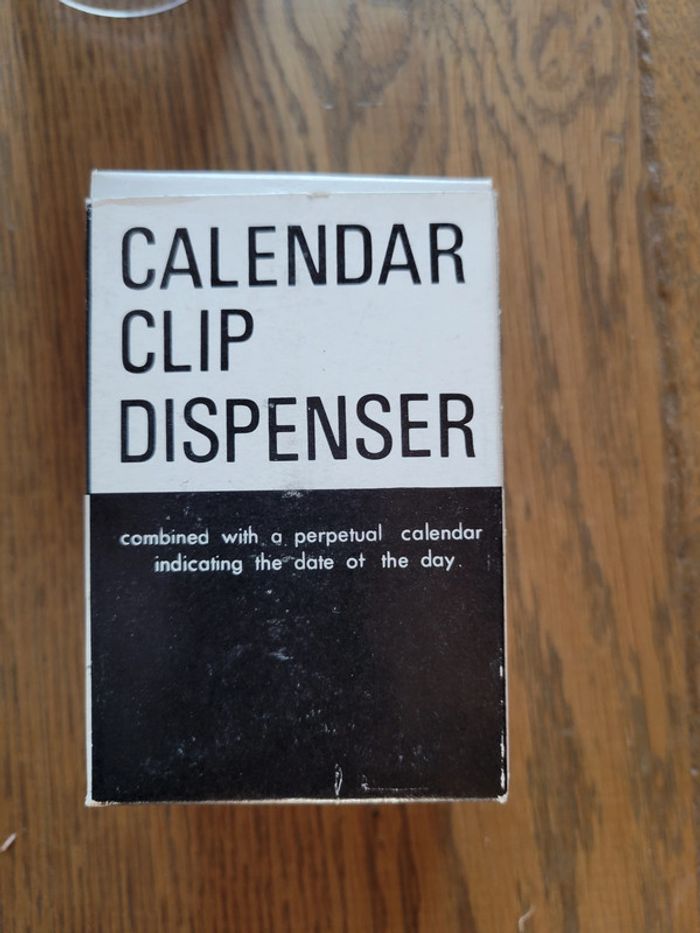 CALENDAR
CLIP
DISPENSER
combined with a perpetual calendar
indicating the date ot the day.